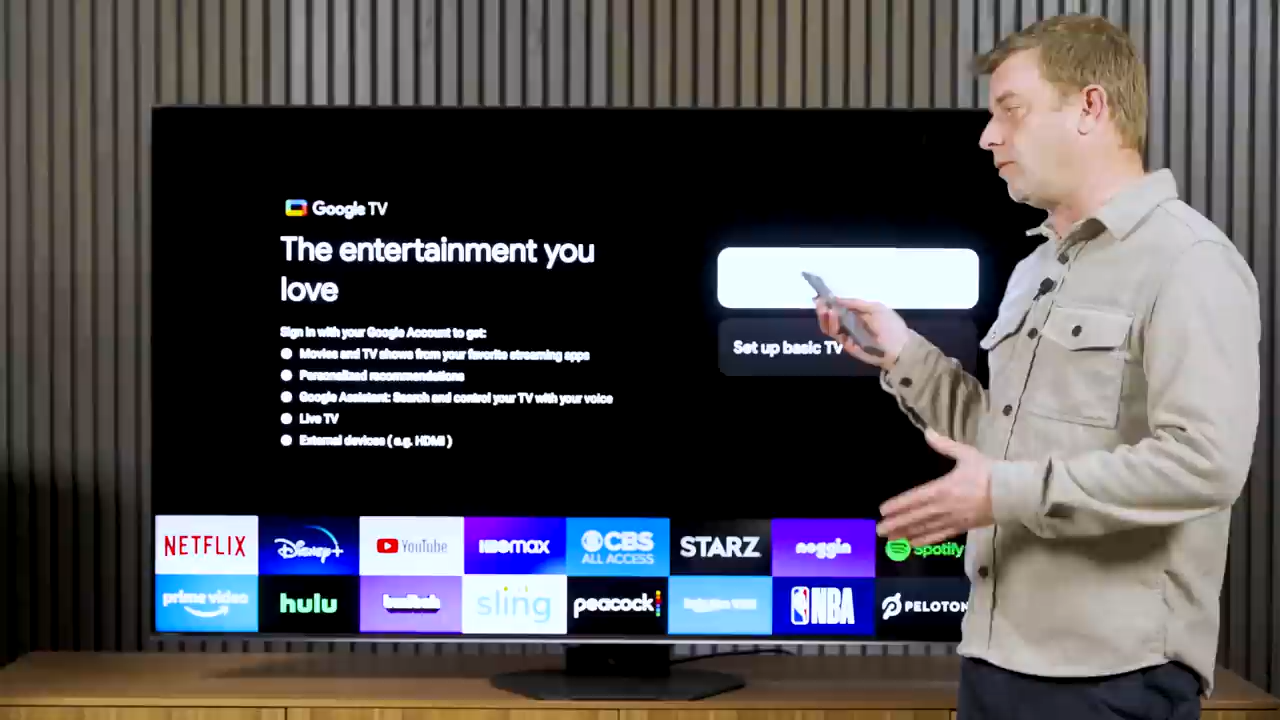 Google TV
The entertainment you
love
Sign in with your Google Account to get:
Movies and TV shows from your favorite streaming apps
Personalized recommendations
Google Assistant: Search and control your TV with your voice
Live TV
External devices ( e.g. HDMI )
Set up basic TV
NETFLIX
Disney+
YouTube
HBOmax
CBS
ALL ACCESS
STARZ
noggin
Spotify
prime video
hulu
sling
peacock
NBA
PELOTON